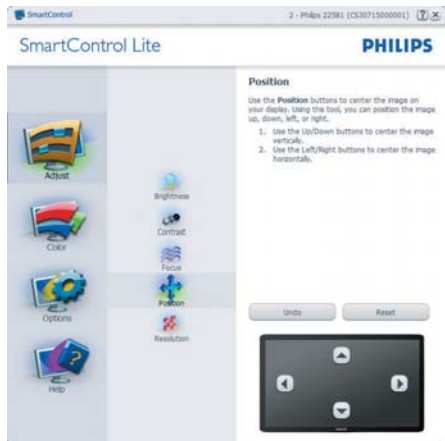 SmartControl
2 - Philips 225B1 (CS30715000001)
SmartControl Lite
PHILIPS
Adjust
Color
Options
Help
Brightness
Contrast
Focus
Position
Resolution
Position
Use the Position buttons to center the image on
your display. Using this tool, you can position the image
up, down, left, or right.
1. Use the Up/Down buttons to center the image
vertically.
2. Use the Left/Right buttons to center the image
horizontally.
Undo
Reset